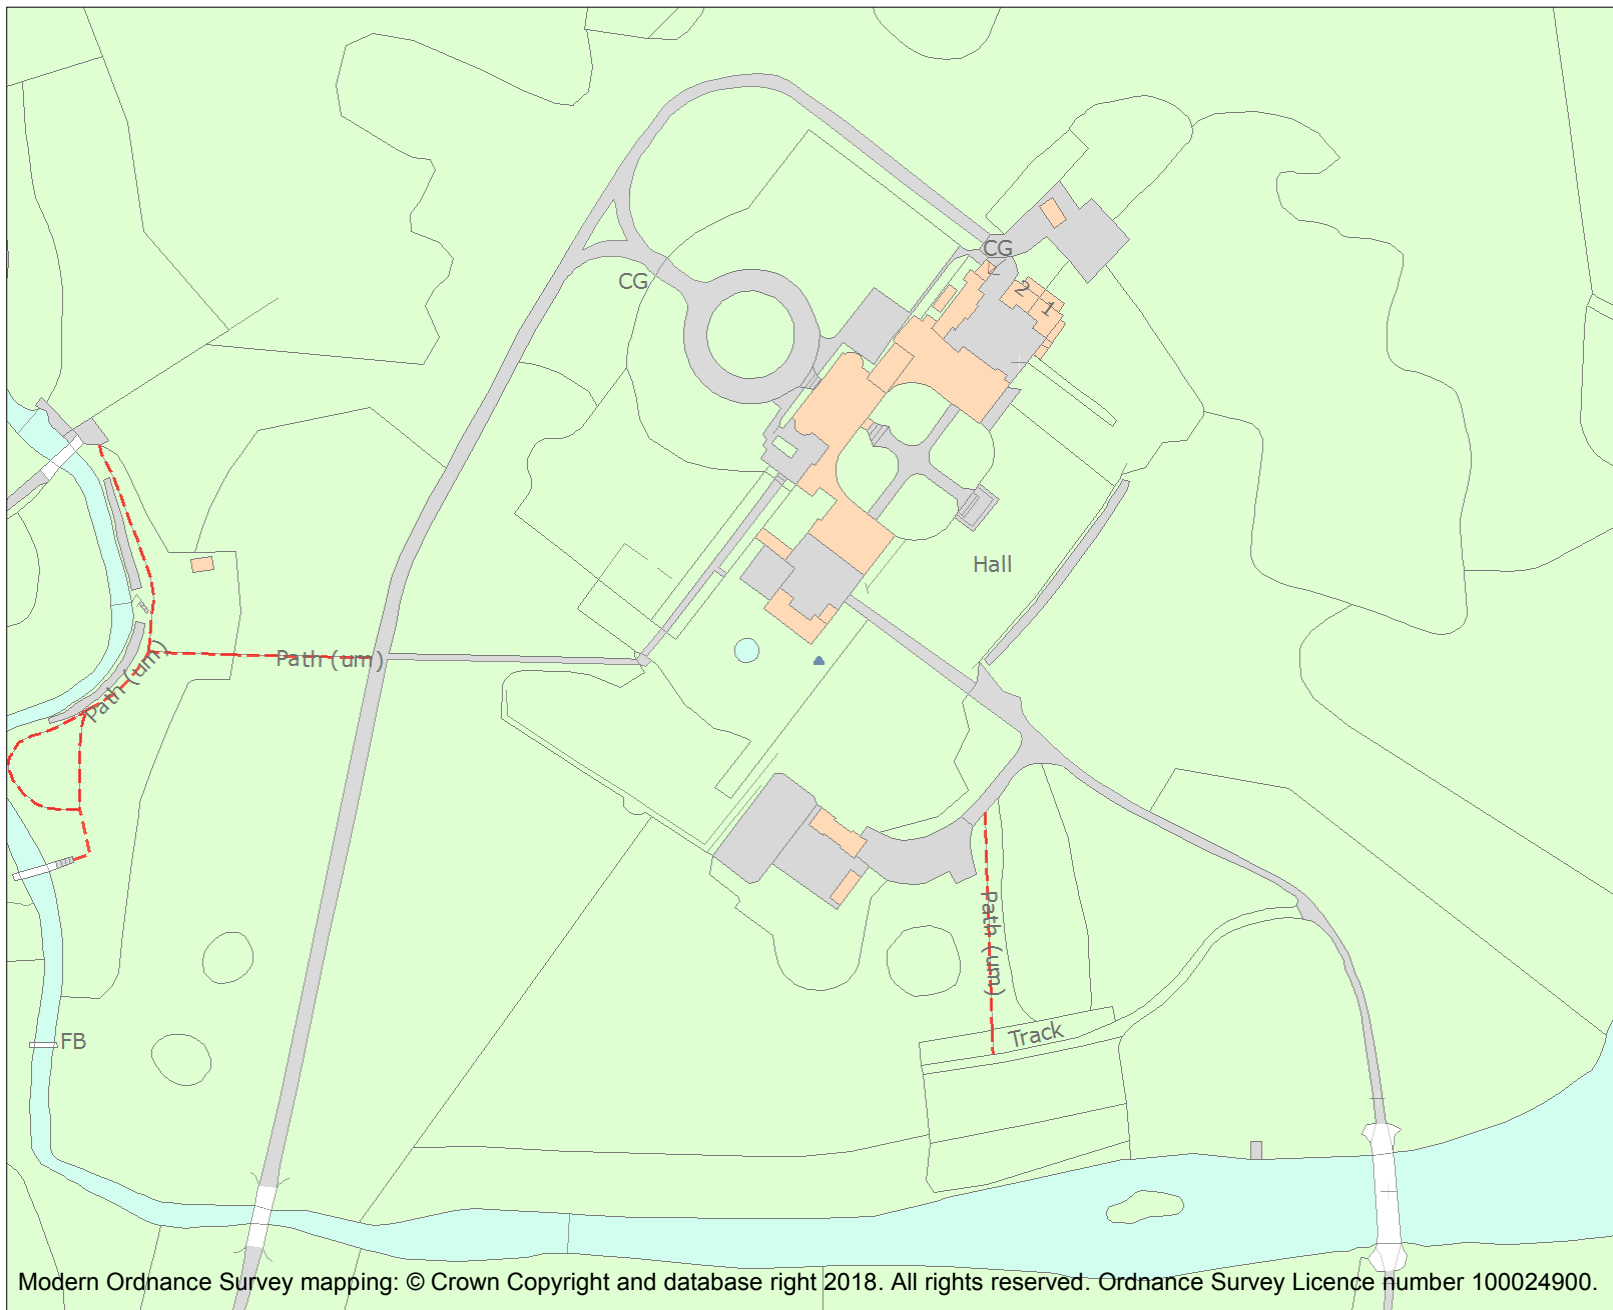 CG
CG
2
1
Hall
Path (um)
Path (um)
Path (um)
Track
FB
Modern Ordnance Survey mapping: © Crown Copyright and database right 2018. All rights reserved. Ordnance Survey Licence number 100024900.